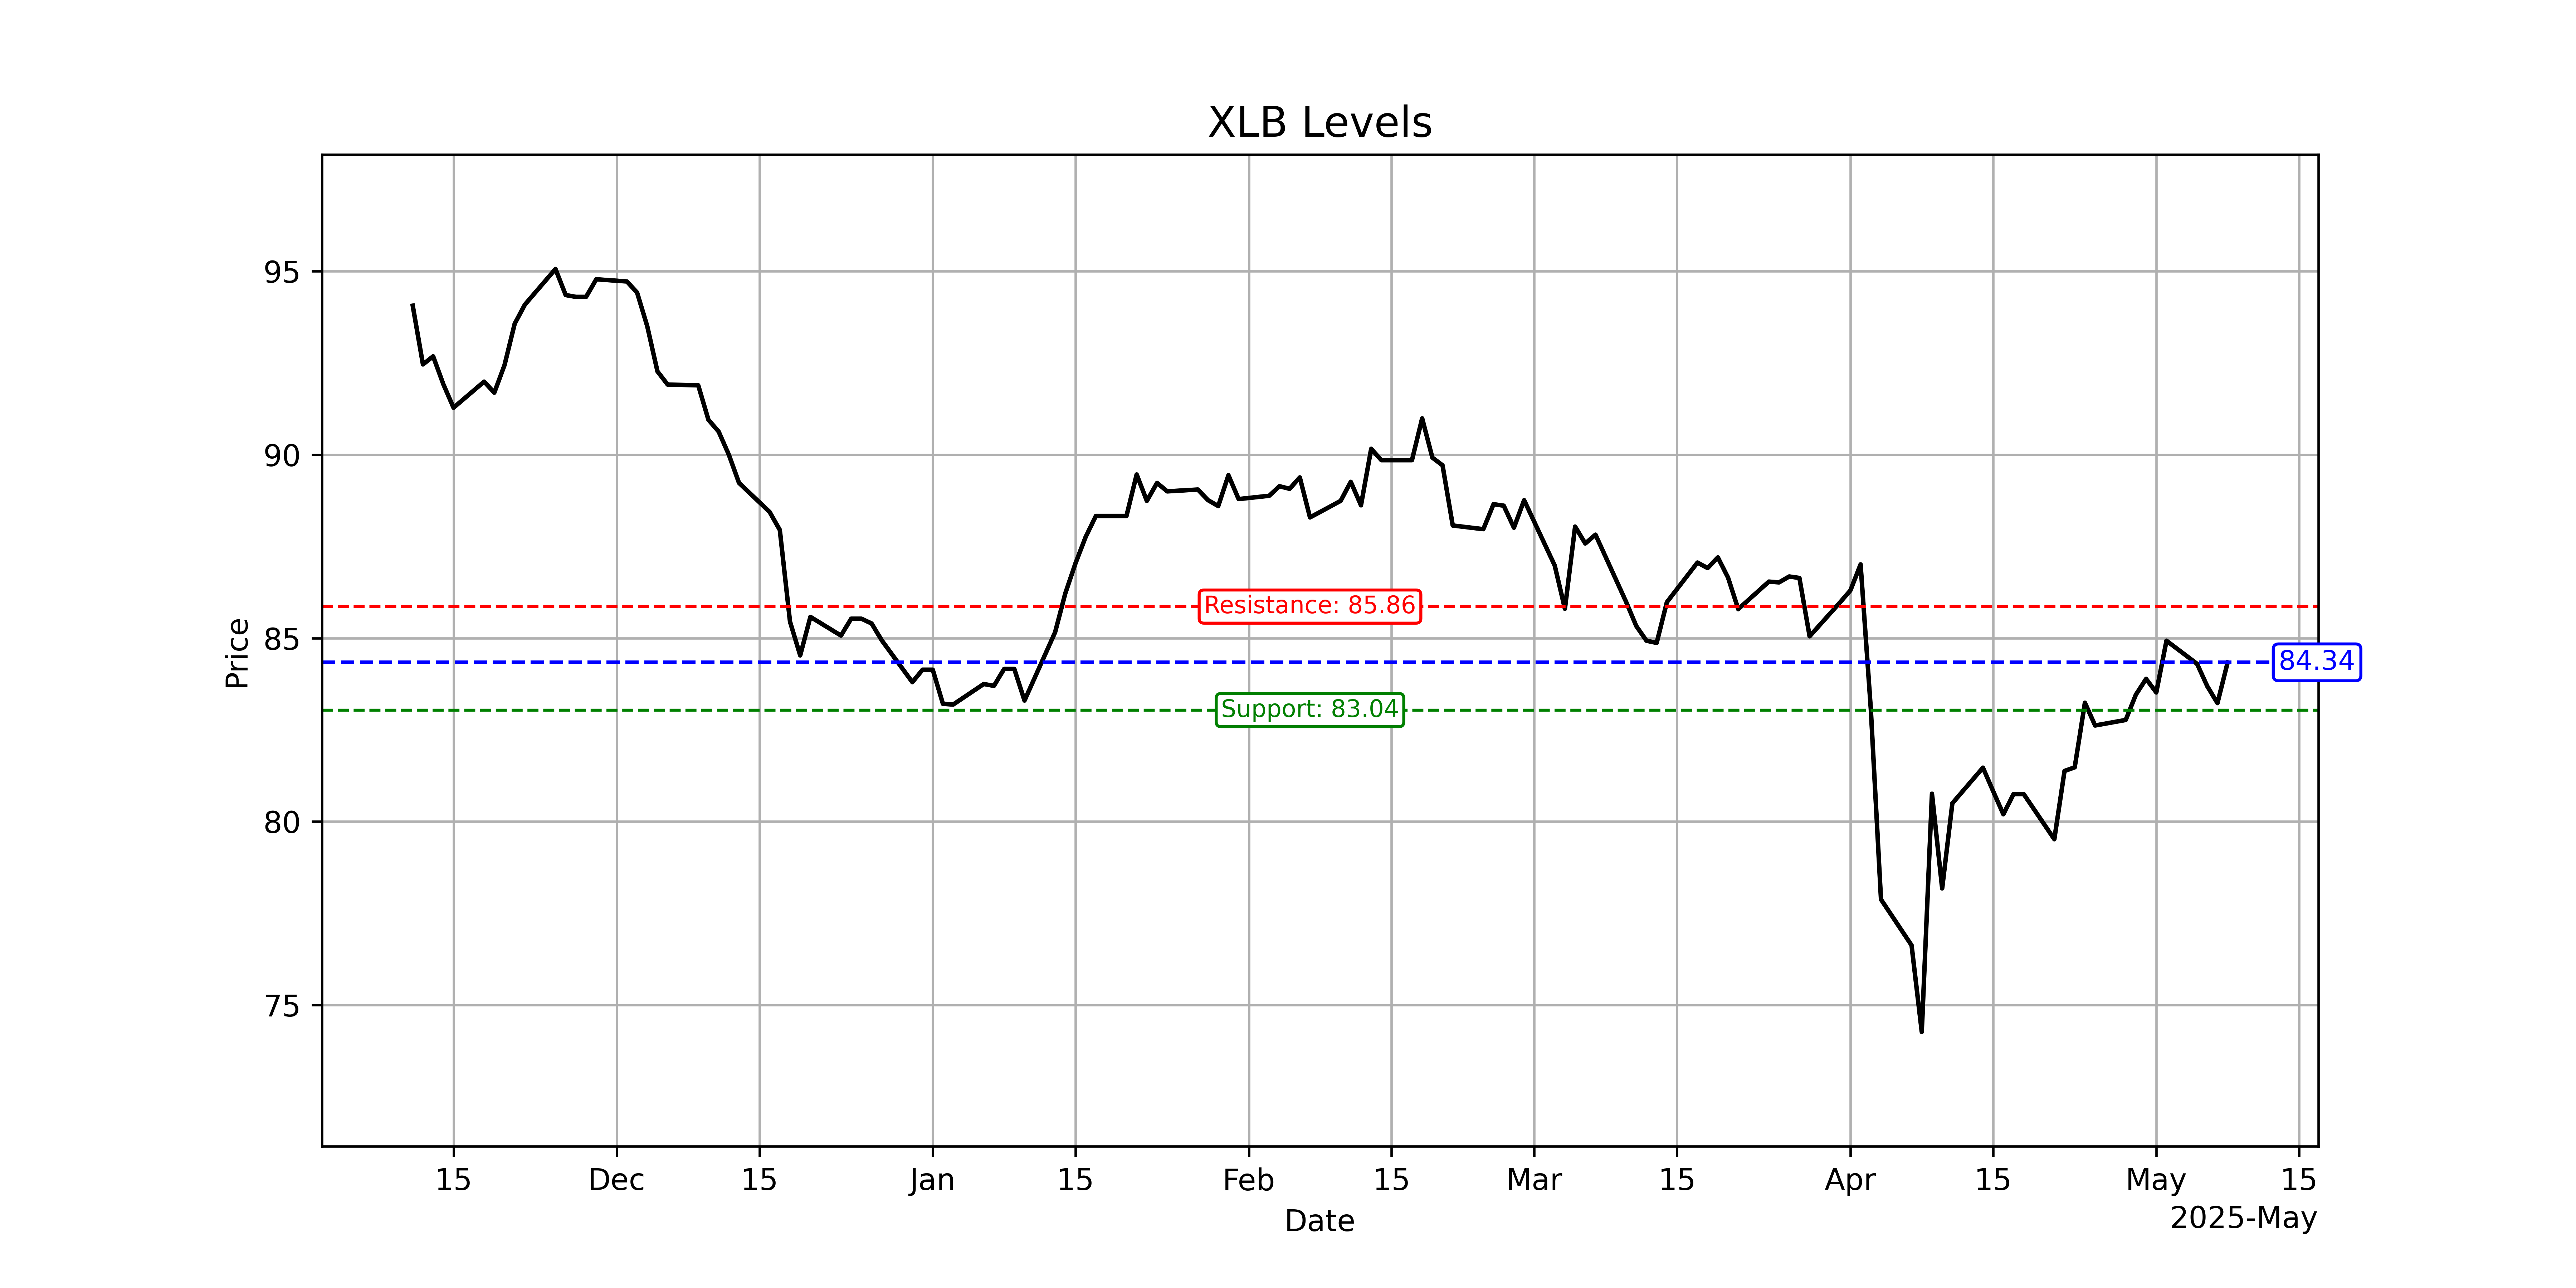 XLB Levels
95
90
85
80
75
Price
Resistance: 85.86
84.34
Support: 83.04
15 Dec 15 Jan 15 Feb 15 Mar 15 Apr 15 May 15
Date
2025-May